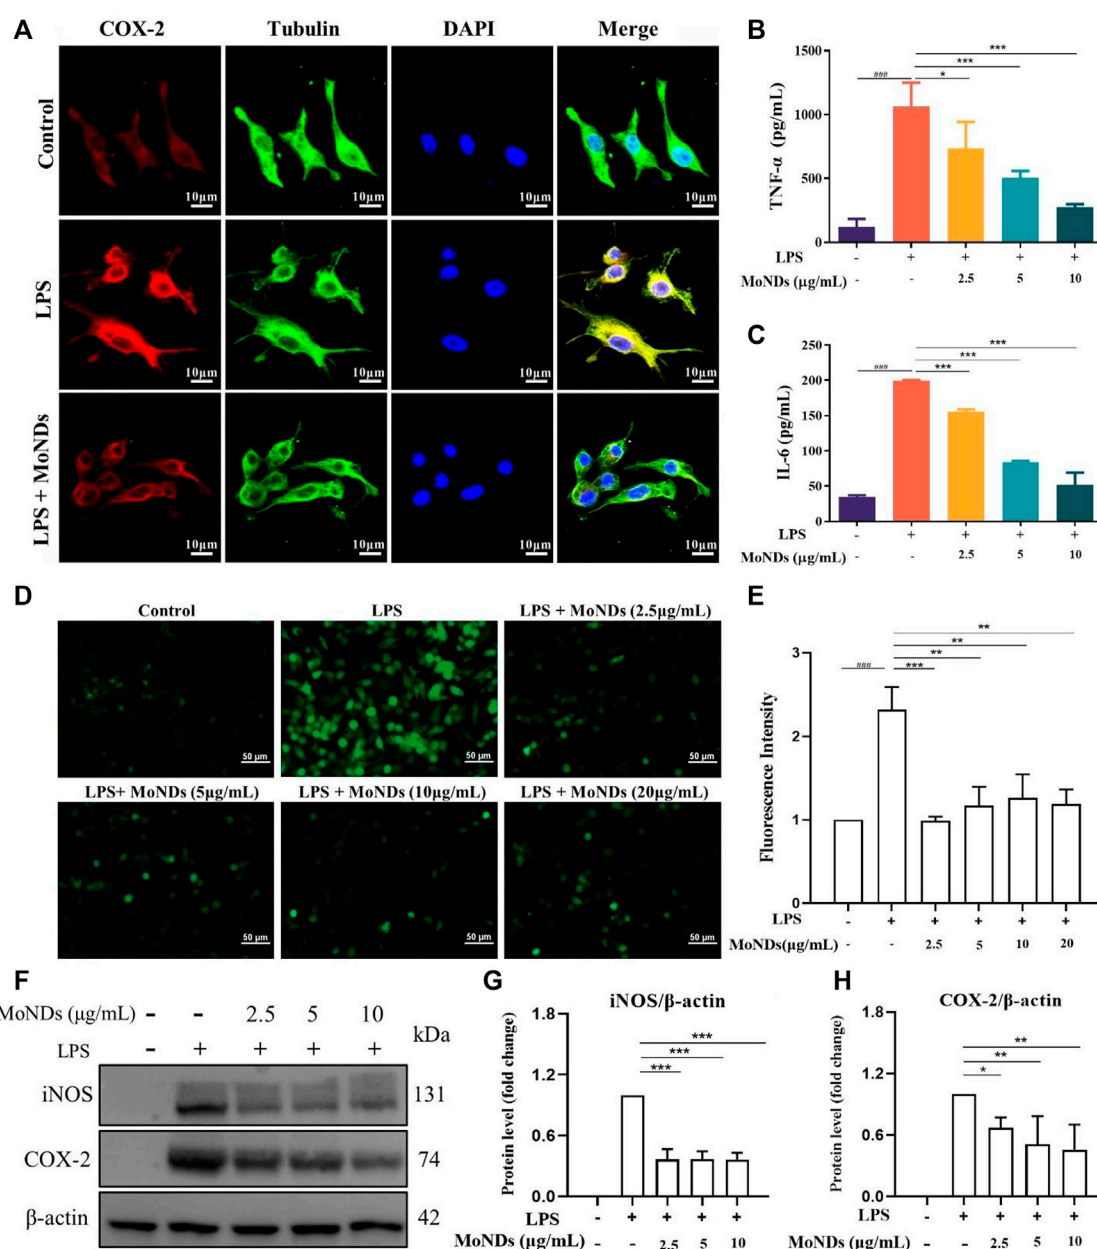 A
COX-2 Tubulin DAPI Merge
Control
10μm 10μm 10μm 10μm
LPS
10μm 10μm 10μm 10μm
LPS + MoNDs
10μm 10μm 10μm 10μm
B
TNF-α (pg/mL)
1500
1000
500
0
### * *** ***
LPS - + + + +
MoNDs (μg/mL) - - 2.5 5 10
C
IL-6 (pg/mL)
250
200
150
100
50
0
### *** *** ***
LPS - + + + +
MoNDs (μg/mL) - - 2.5 5 10
D
Control LPS LPS + MoNDs (2.5μg/mL)
50 μm 50 μm 50 μm
LPS+ MoNDs (5μg/mL) LPS + MoNDs (10μg/mL) LPS + MoNDs (20μg/mL)
50 μm 50 μm 50 μm
E
Fluorescence Intensity
3
2
1
0
### *** ** ** **
LPS - + + + + +
MoNDs(μg/mL) - - 2.5 5 10 20
F
MoNDs (μg/mL) - - 2.5 5 10
LPS - + + + + kDa
iNOS 131
COX-2 74
β-actin 42
G
iNOS/β-actin
Protein level (fold change)
1.8
1.2
0.6
0.0
*** *** ***
LPS - + + + +
MoNDs (μg/mL) - - 2.5 5 10
H
COX-2/β-actin
Protein level (fold change)
1.8
1.2
0.6
0.0
* ** **
LPS - + + + +
MoNDs (μg/mL) - - 2.5 5 10